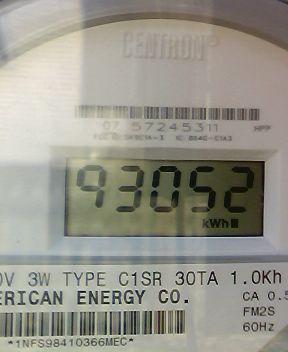 CENTRON®
07 57245311 HPP
93052
kWh
0V 3W TYPE C1SR 30TA 1.0Kh
ERICAN ENERGY CO.
CA 0.5
FM2S
60Hz
*1NFS98410366MEC*